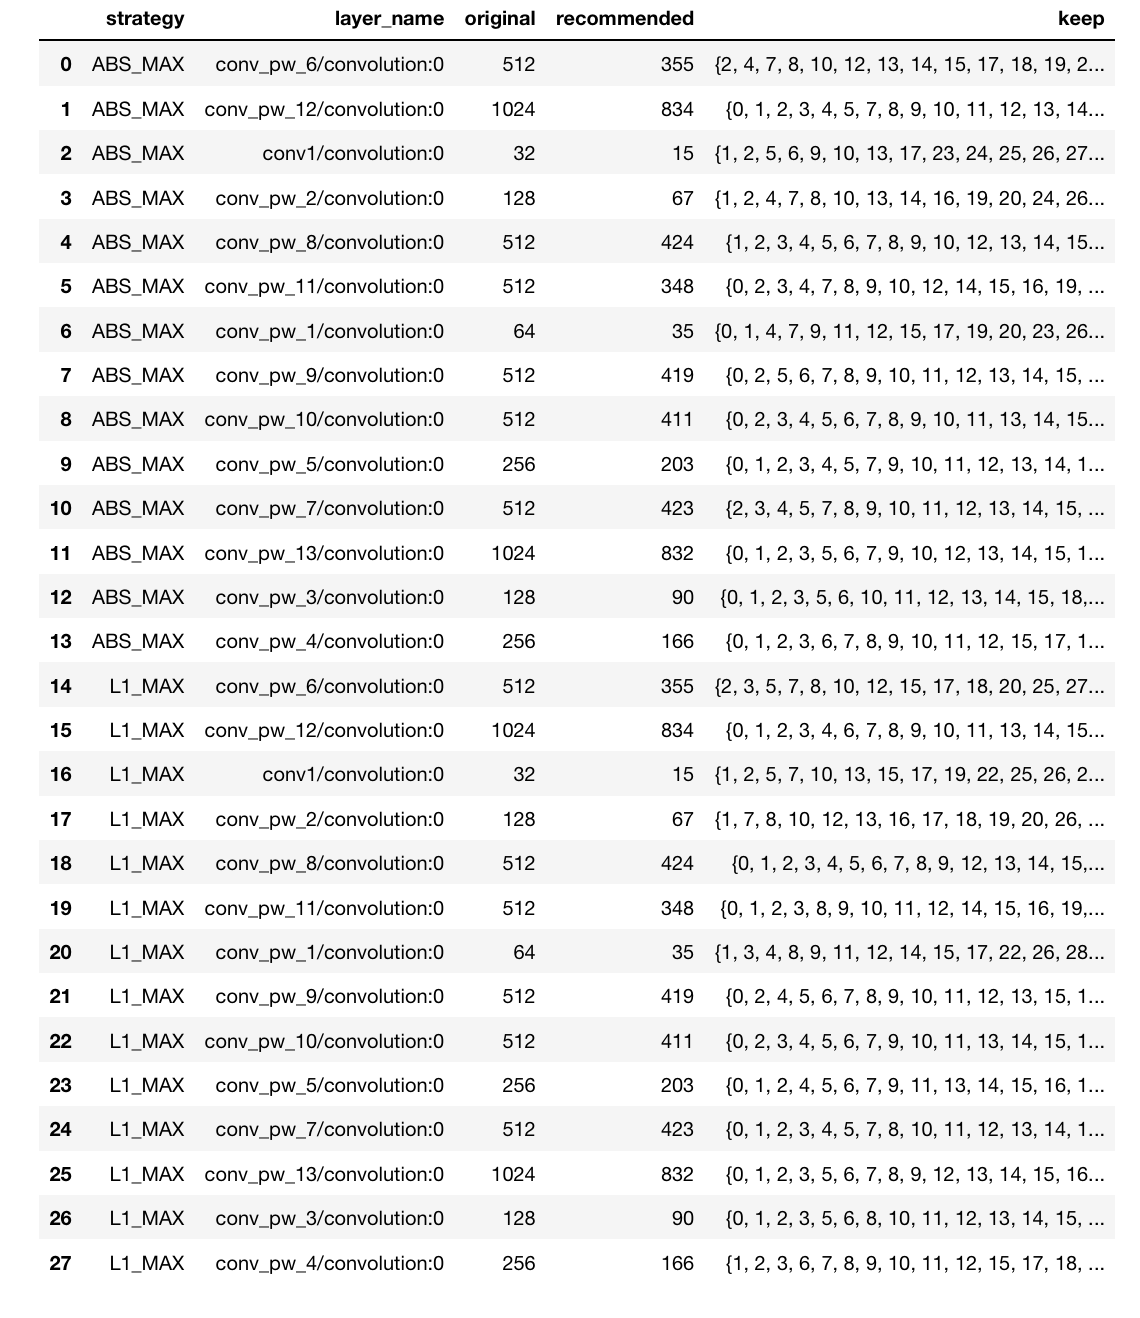 strategy layer_name original recommended keep
0 ABS_MAX conv_pw_6/convolution:0 512 355 {2, 4, 7, 8, 10, 12, 13, 14, 15, 17, 18, 19, 2...
1 ABS_MAX conv_pw_12/convolution:0 1024 834 {0, 1, 2, 3, 4, 5, 7, 8, 9, 10, 11, 12, 13, 14...
2 ABS_MAX conv1/convolution:0 32 15 {1, 2, 5, 6, 9, 10, 13, 17, 23, 24, 25, 26, 27...
3 ABS_MAX conv_pw_2/convolution:0 128 67 {1, 2, 4, 7, 8, 10, 13, 14, 16, 19, 20, 24, 26...
4 ABS_MAX conv_pw_8/convolution:0 512 424 {1, 2, 3, 4, 5, 6, 7, 8, 9, 10, 12, 13, 14, 15...
5 ABS_MAX conv_pw_11/convolution:0 512 348 {0, 2, 3, 4, 7, 8, 9, 10, 12, 14, 15, 16, 19, ...
6 ABS_MAX conv_pw_1/convolution:0 64 35 {0, 1, 4, 7, 9, 11, 12, 15, 17, 19, 20, 23, 26...
7 ABS_MAX conv_pw_9/convolution:0 512 419 {0, 2, 5, 6, 7, 8, 9, 10, 11, 12, 13, 14, 15, ...
8 ABS_MAX conv_pw_10/convolution:0 512 411 {0, 2, 3, 4, 5, 6, 7, 8, 9, 10, 11, 13, 14, 15...
9 ABS_MAX conv_pw_5/convolution:0 256 203 {0, 1, 2, 3, 4, 5, 7, 9, 10, 11, 12, 13, 14, 1...
10 ABS_MAX conv_pw_7/convolution:0 512 423 {2, 3, 4, 5, 7, 8, 9, 10, 11, 12, 13, 14, 15, ...
11 ABS_MAX conv_pw_13/convolution:0 1024 832 {0, 1, 2, 3, 5, 6, 7, 9, 10, 12, 13, 14, 15, 1...
12 ABS_MAX conv_pw_3/convolution:0 128 90 {0, 1, 2, 3, 5, 6, 10, 11, 12, 13, 14, 15, 18,...
13 ABS_MAX conv_pw_4/convolution:0 256 166 {0, 1, 2, 3, 6, 7, 8, 9, 10, 11, 12, 15, 17, 1...
14 L1_MAX conv_pw_6/convolution:0 512 355 {2, 3, 5, 7, 8, 10, 12, 15, 17, 18, 20, 25, 27...
15 L1_MAX conv_pw_12/convolution:0 1024 834 {0, 1, 2, 3, 4, 6, 7, 8, 9, 10, 11, 13, 14, 15...
16 L1_MAX conv1/convolution:0 32 15 {1, 2, 5, 7, 10, 13, 15, 17, 19, 22, 25, 26, 2...
17 L1_MAX conv_pw_2/convolution:0 128 67 {1, 7, 8, 10, 12, 13, 16, 17, 18, 19, 20, 26, ...
18 L1_MAX conv_pw_8/convolution:0 512 424 {0, 1, 2, 3, 4, 5, 6, 7, 8, 9, 12, 13, 14, 15,...
19 L1_MAX conv_pw_11/convolution:0 512 348 {0, 1, 2, 3, 8, 9, 10, 11, 12, 14, 15, 16, 19,...
20 L1_MAX conv_pw_1/convolution:0 64 35 {1, 3, 4, 8, 9, 11, 12, 14, 15, 17, 22, 26, 28...
21 L1_MAX conv_pw_9/convolution:0 512 419 {0, 2, 4, 5, 6, 7, 8, 9, 10, 11, 12, 13, 15, 1...
22 L1_MAX conv_pw_10/convolution:0 512 411 {0, 2, 3, 4, 5, 6, 7, 9, 10, 11, 13, 14, 15, 1...
23 L1_MAX conv_pw_5/convolution:0 256 203 {0, 1, 2, 4, 5, 6, 7, 9, 11, 13, 14, 15, 16, 1...
24 L1_MAX conv_pw_7/convolution:0 512 423 {0, 1, 2, 3, 4, 5, 7, 8, 10, 11, 12, 13, 14, 1...
25 L1_MAX conv_pw_13/convolution:0 1024 832 {0, 1, 2, 3, 5, 6, 7, 8, 9, 12, 13, 14, 15, 16...
26 L1_MAX conv_pw_3/convolution:0 128 90 {0, 1, 2, 3, 5, 6, 8, 10, 11, 12, 13, 14, 15, ...
27 L1_MAX conv_pw_4/convolution:0 256 166 {1, 2, 3, 6, 7, 8, 9, 10, 11, 12, 15, 17, 18, ...